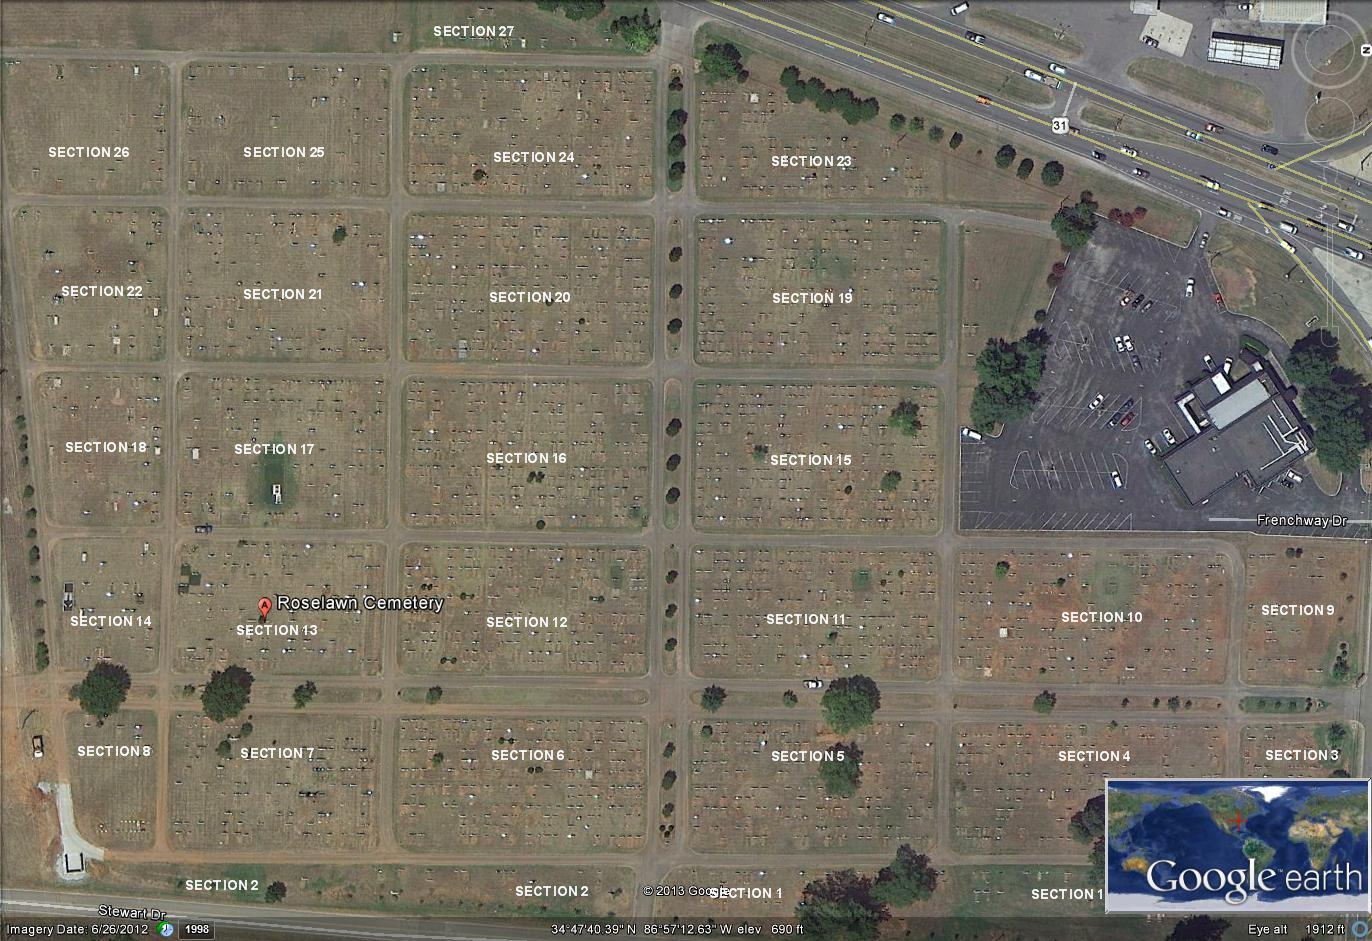 SECTION 27
31
SECTION 26
SECTION 25
SECTION 24
SECTION 23
SECTION 22
SECTION 21
SECTION 20
SECTION 19
SECTION 18
SECTION 17
SECTION 16
SECTION 15
Frenchway Dr
Roselawn Cemetery
A
SECTION 14
SECTION 13
SECTION 12
SECTION 11
SECTION 10
SECTION 9
SECTION 8
SECTION 7
SECTION 6
SECTION 5
SECTION 4
SECTION 3
SECTION 2
SECTION 2
© 2013 Google
SECTION 1
SECTION 1
Google earth
Stewart Dr
Imagery Date: 6/26/2012 1998 34°47'40.39" N 86°57'12.63" W elev 690 ft Eye alt 1912 ft